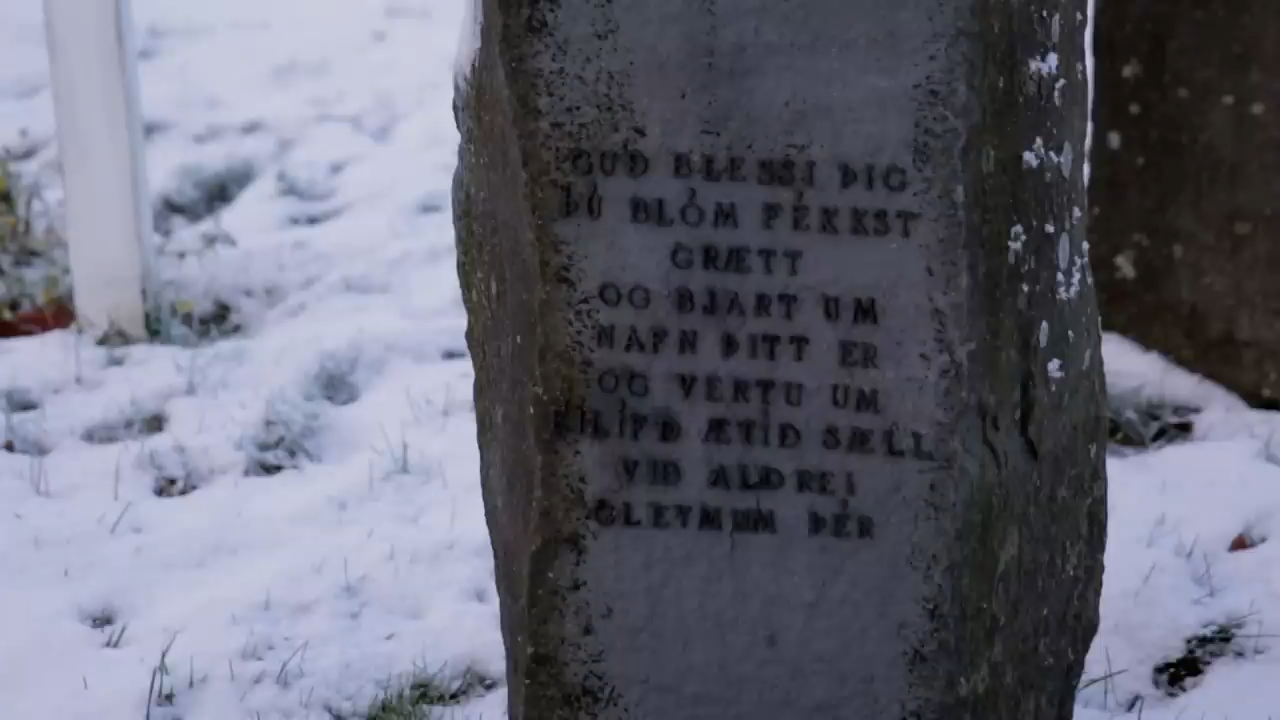 GUÐ BLESSI ÞIG
ÞÚ BLÓM FÉKKST
GRÆTT
OG BJART UM
NAFN ÞITT ER
OG VERTU UM
EILÍFÐ ÆTÍÐ SÆLL
VIÐ ALDREI
GLEYMUM ÞÉR